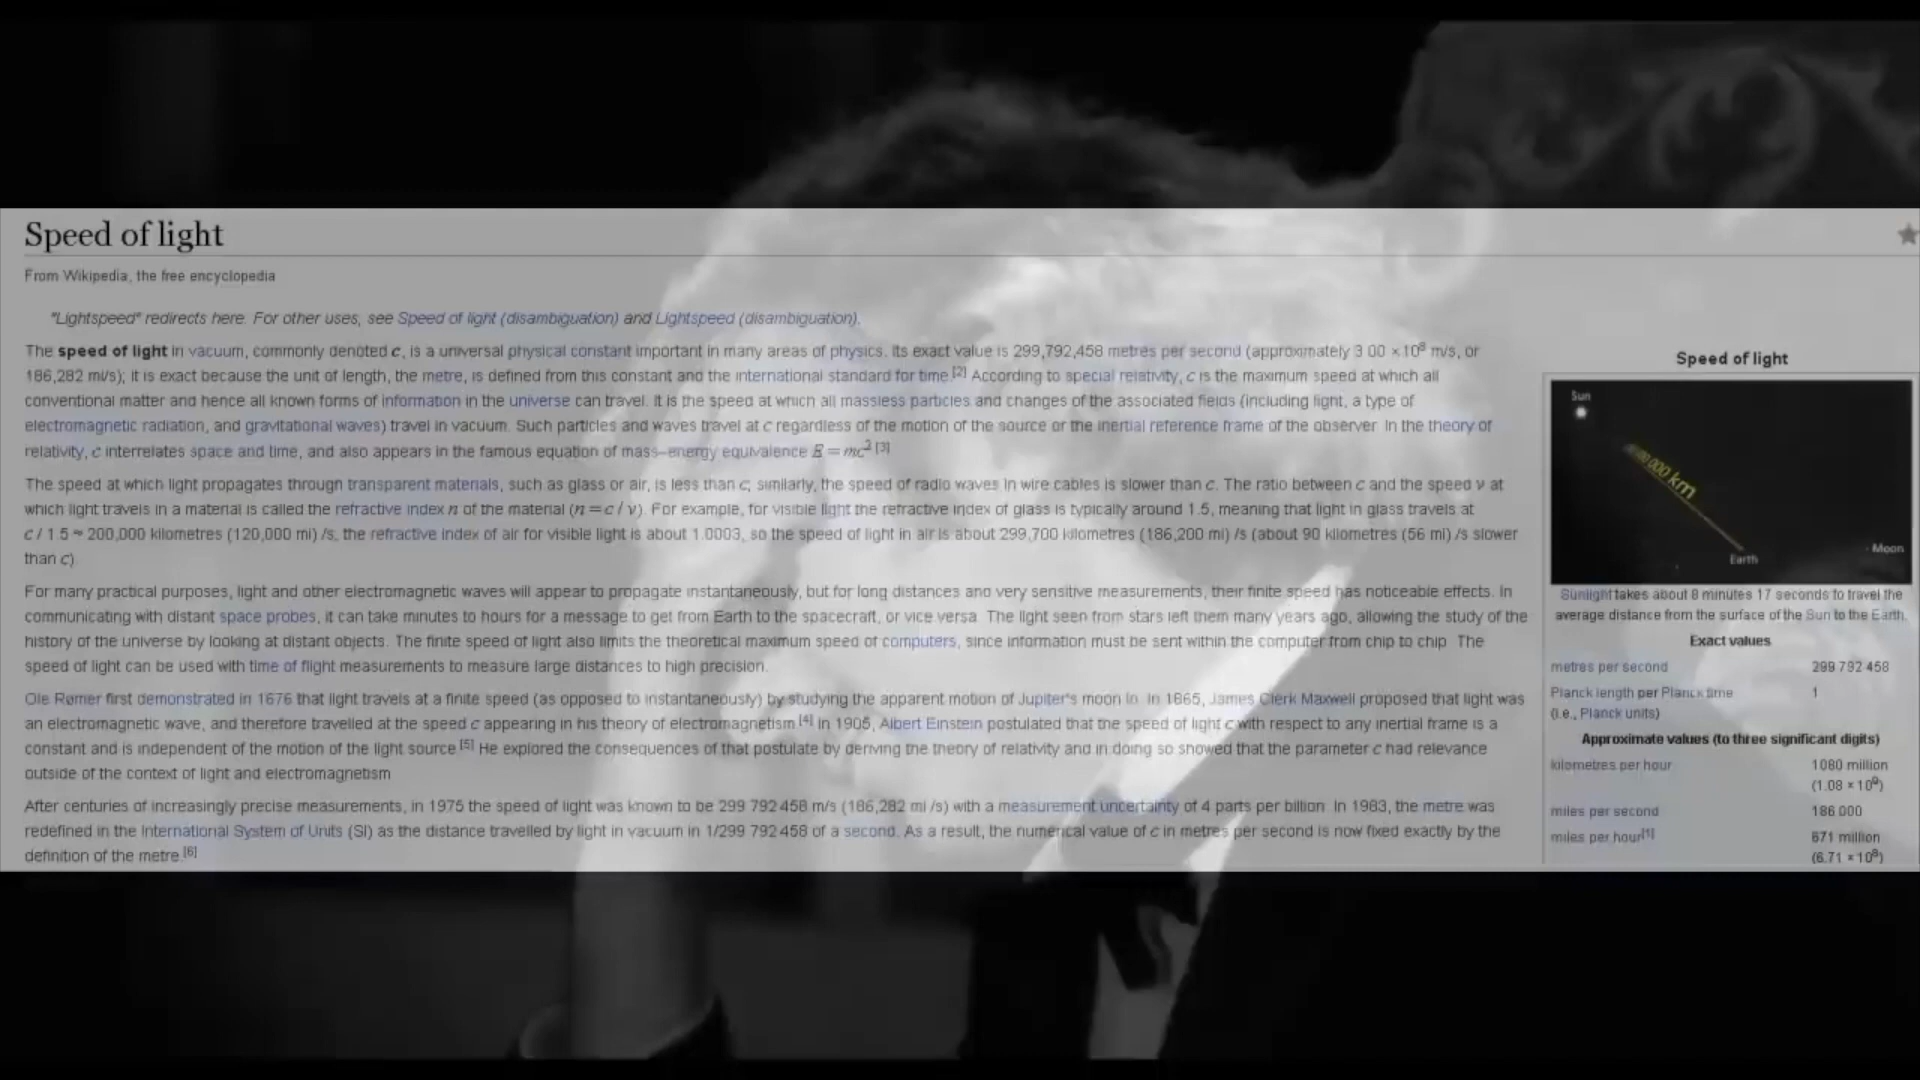 Speed of light
From Wikipedia, the free encyclopedia
"Lightspeed" redirects here. For other uses, see Speed of light (disambiguation) and Lightspeed (disambiguation).
The speed of light in vacuum, commonly denoted c, is a universal physical constant important in many areas of physics. Its exact value is 299,792,458 metres per second (approximately 3.00 × 10⁸ m/s, or
186,282 mi/s); it is exact because the unit of length, the metre, is defined from this constant and the international standard for time.[2] According to special relativity, c is the maximum speed at which all
conventional matter and hence all known forms of information in the universe can travel. It is the speed at which all massless particles and changes of the associated fields (including light, a type of
electromagnetic radiation, and gravitational waves) travel in vacuum. Such particles and waves travel at c regardless of the motion of the source or the inertial reference frame of the observer. In the theory of
relativity, c interrelates space and time, and also appears in the famous equation of mass–energy equivalence E = mc².[3]
The speed at which light propagates through transparent materials, such as glass or air, is less than c; similarly, the speed of radio waves in wire cables is slower than c. The ratio between c and the speed v at
which light travels in a material is called the refractive index n of the material (n = c / v). For example, for visible light the refractive index of glass is typically around 1.5, meaning that light in glass travels at
c / 1.5 ≈ 200,000 kilometres (120,000 mi) /s; the refractive index of air for visible light is about 1.0003, so the speed of light in air is about 299,700 kilometres (186,200 mi) /s (about 90 kilometres (56 mi) /s slower
than c).
For many practical purposes, light and other electromagnetic waves will appear to propagate instantaneously, but for long distances and very sensitive measurements, their finite speed has noticeable effects. In
communicating with distant space probes, it can take minutes to hours for a message to get from Earth to the spacecraft, or vice versa. The light seen from stars left them many years ago, allowing the study of the
history of the universe by looking at distant objects. The finite speed of light also limits the theoretical maximum speed of computers, since information must be sent within the computer from chip to chip. The
speed of light can be used with time of flight measurements to measure large distances to high precision.
Ole Rømer first demonstrated in 1676 that light travels at a finite speed (as opposed to instantaneously) by studying the apparent motion of Jupiter's moon Io. In 1865, James Clerk Maxwell proposed that light was
an electromagnetic wave, and therefore travelled at the speed c appearing in his theory of electromagnetism.[4] In 1905, Albert Einstein postulated that the speed of light c with respect to any inertial frame is a
constant and is independent of the motion of the light source.[5] He explored the consequences of that postulate by deriving the theory of relativity and in doing so showed that the parameter c had relevance
outside of the context of light and electromagnetism.
After centuries of increasingly precise measurements, in 1975 the speed of light was known to be 299 792 458 m/s (186,282 mi /s) with a measurement uncertainty of 4 parts per billion. In 1983, the metre was
redefined in the International System of Units (SI) as the distance travelled by light in vacuum in 1/299 792 458 of a second. As a result, the numerical value of c in metres per second is now fixed exactly by the
definition of the metre.[6]
Speed of light
Sun
000 km
Earth
Moon
Sunlight takes about 8 minutes 17 seconds to travel the
average distance from the surface of the Sun to the Earth.
Exact values
metres per second 299 792 458
Planck length per Planck time 1
(i.e., Planck units)
Approximate values (to three significant digits)
kilometres per hour 1080 million
(1.08 × 10⁹)
miles per second 186 000
miles per hour[1] 671 million
(6.71 × 10⁸)